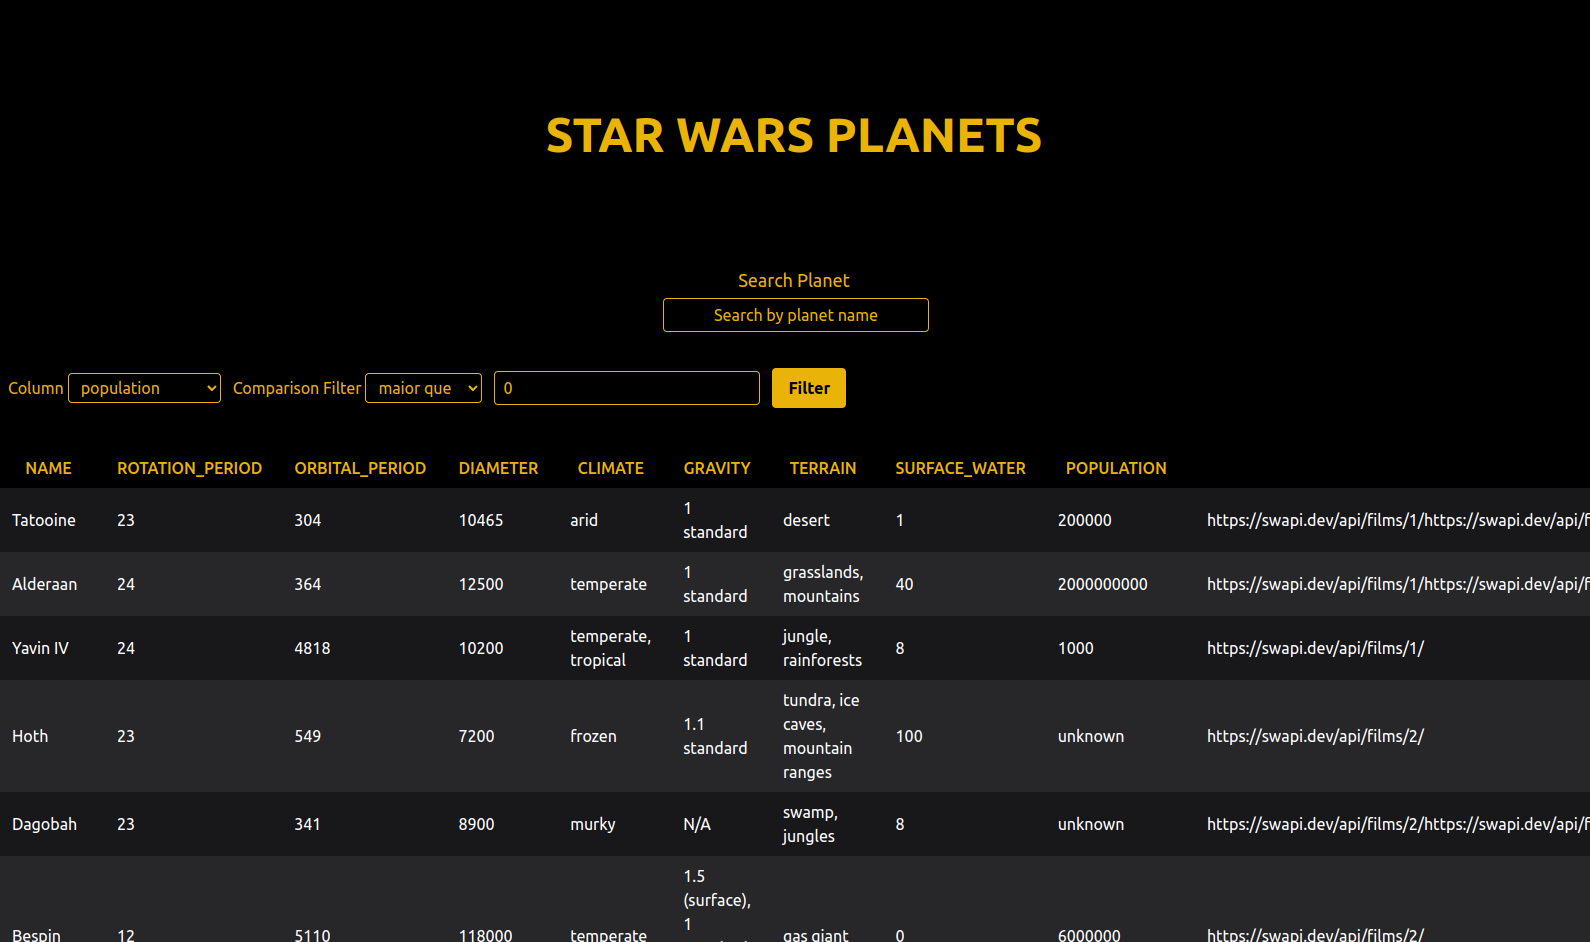 STAR WARS PLANETS
Search Planet
Search by planet name
Column population Comparison Filter maior que 0 Filter
NAME ROTATION_PERIOD ORBITAL_PERIOD DIAMETER CLIMATE GRAVITY TERRAIN SURFACE_WATER POPULATION
Tatooine 23 304 10465 arid 1 standard desert 1 200000 https://swapi.dev/api/films/1/https://swapi.dev/api/f
Alderaan 24 364 12500 temperate 1 standard grasslands, mountains 40 2000000000 https://swapi.dev/api/films/1/https://swapi.dev/api/f
Yavin IV 24 4818 10200 temperate, tropical 1 standard jungle, rainforests 8 1000 https://swapi.dev/api/films/1/
Hoth 23 549 7200 frozen 1.1 standard tundra, ice caves, mountain ranges 100 unknown https://swapi.dev/api/films/2/
Dagobah 23 341 8900 murky N/A swamp, jungles 8 unknown https://swapi.dev/api/films/2/https://swapi.dev/api/f
Bespin 12 5110 118000 temperate 1.5 (surface), 1 gas giant 0 6000000 https://swapi.dev/api/films/2/